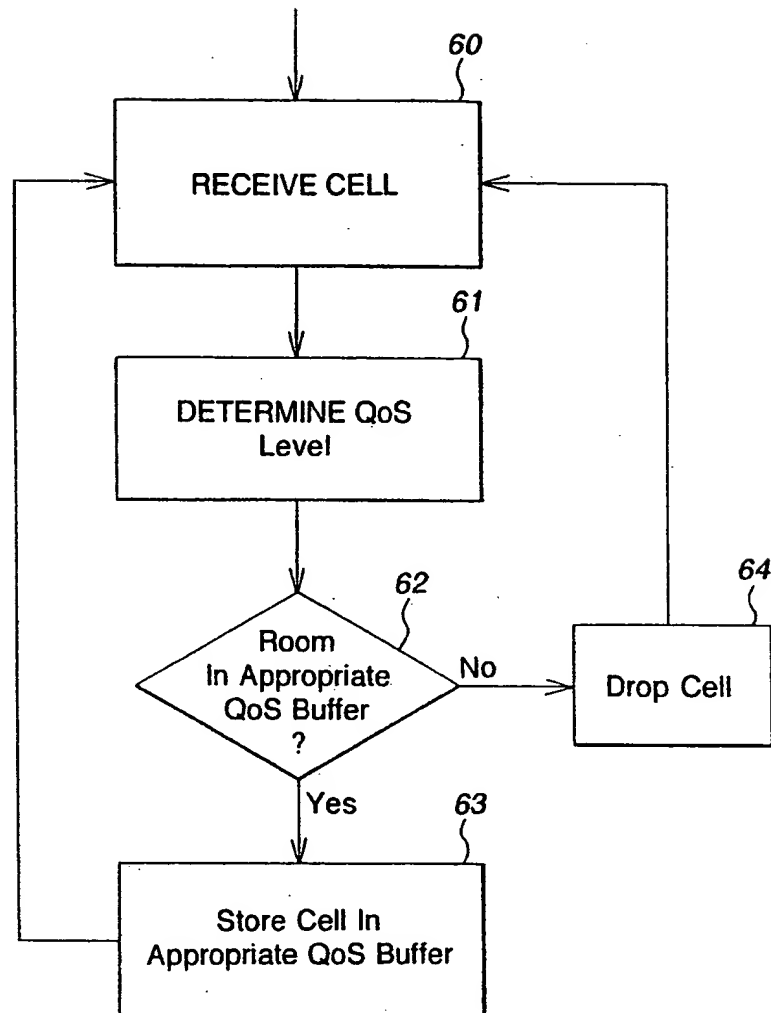 60
RECEIVE CELL
61
DETERMINE QoS
Level
62
Room
In Appropriate
QoS Buffer
?
No
64
Drop Cell
Yes
63
Store Cell In
Appropriate QoS Buffer